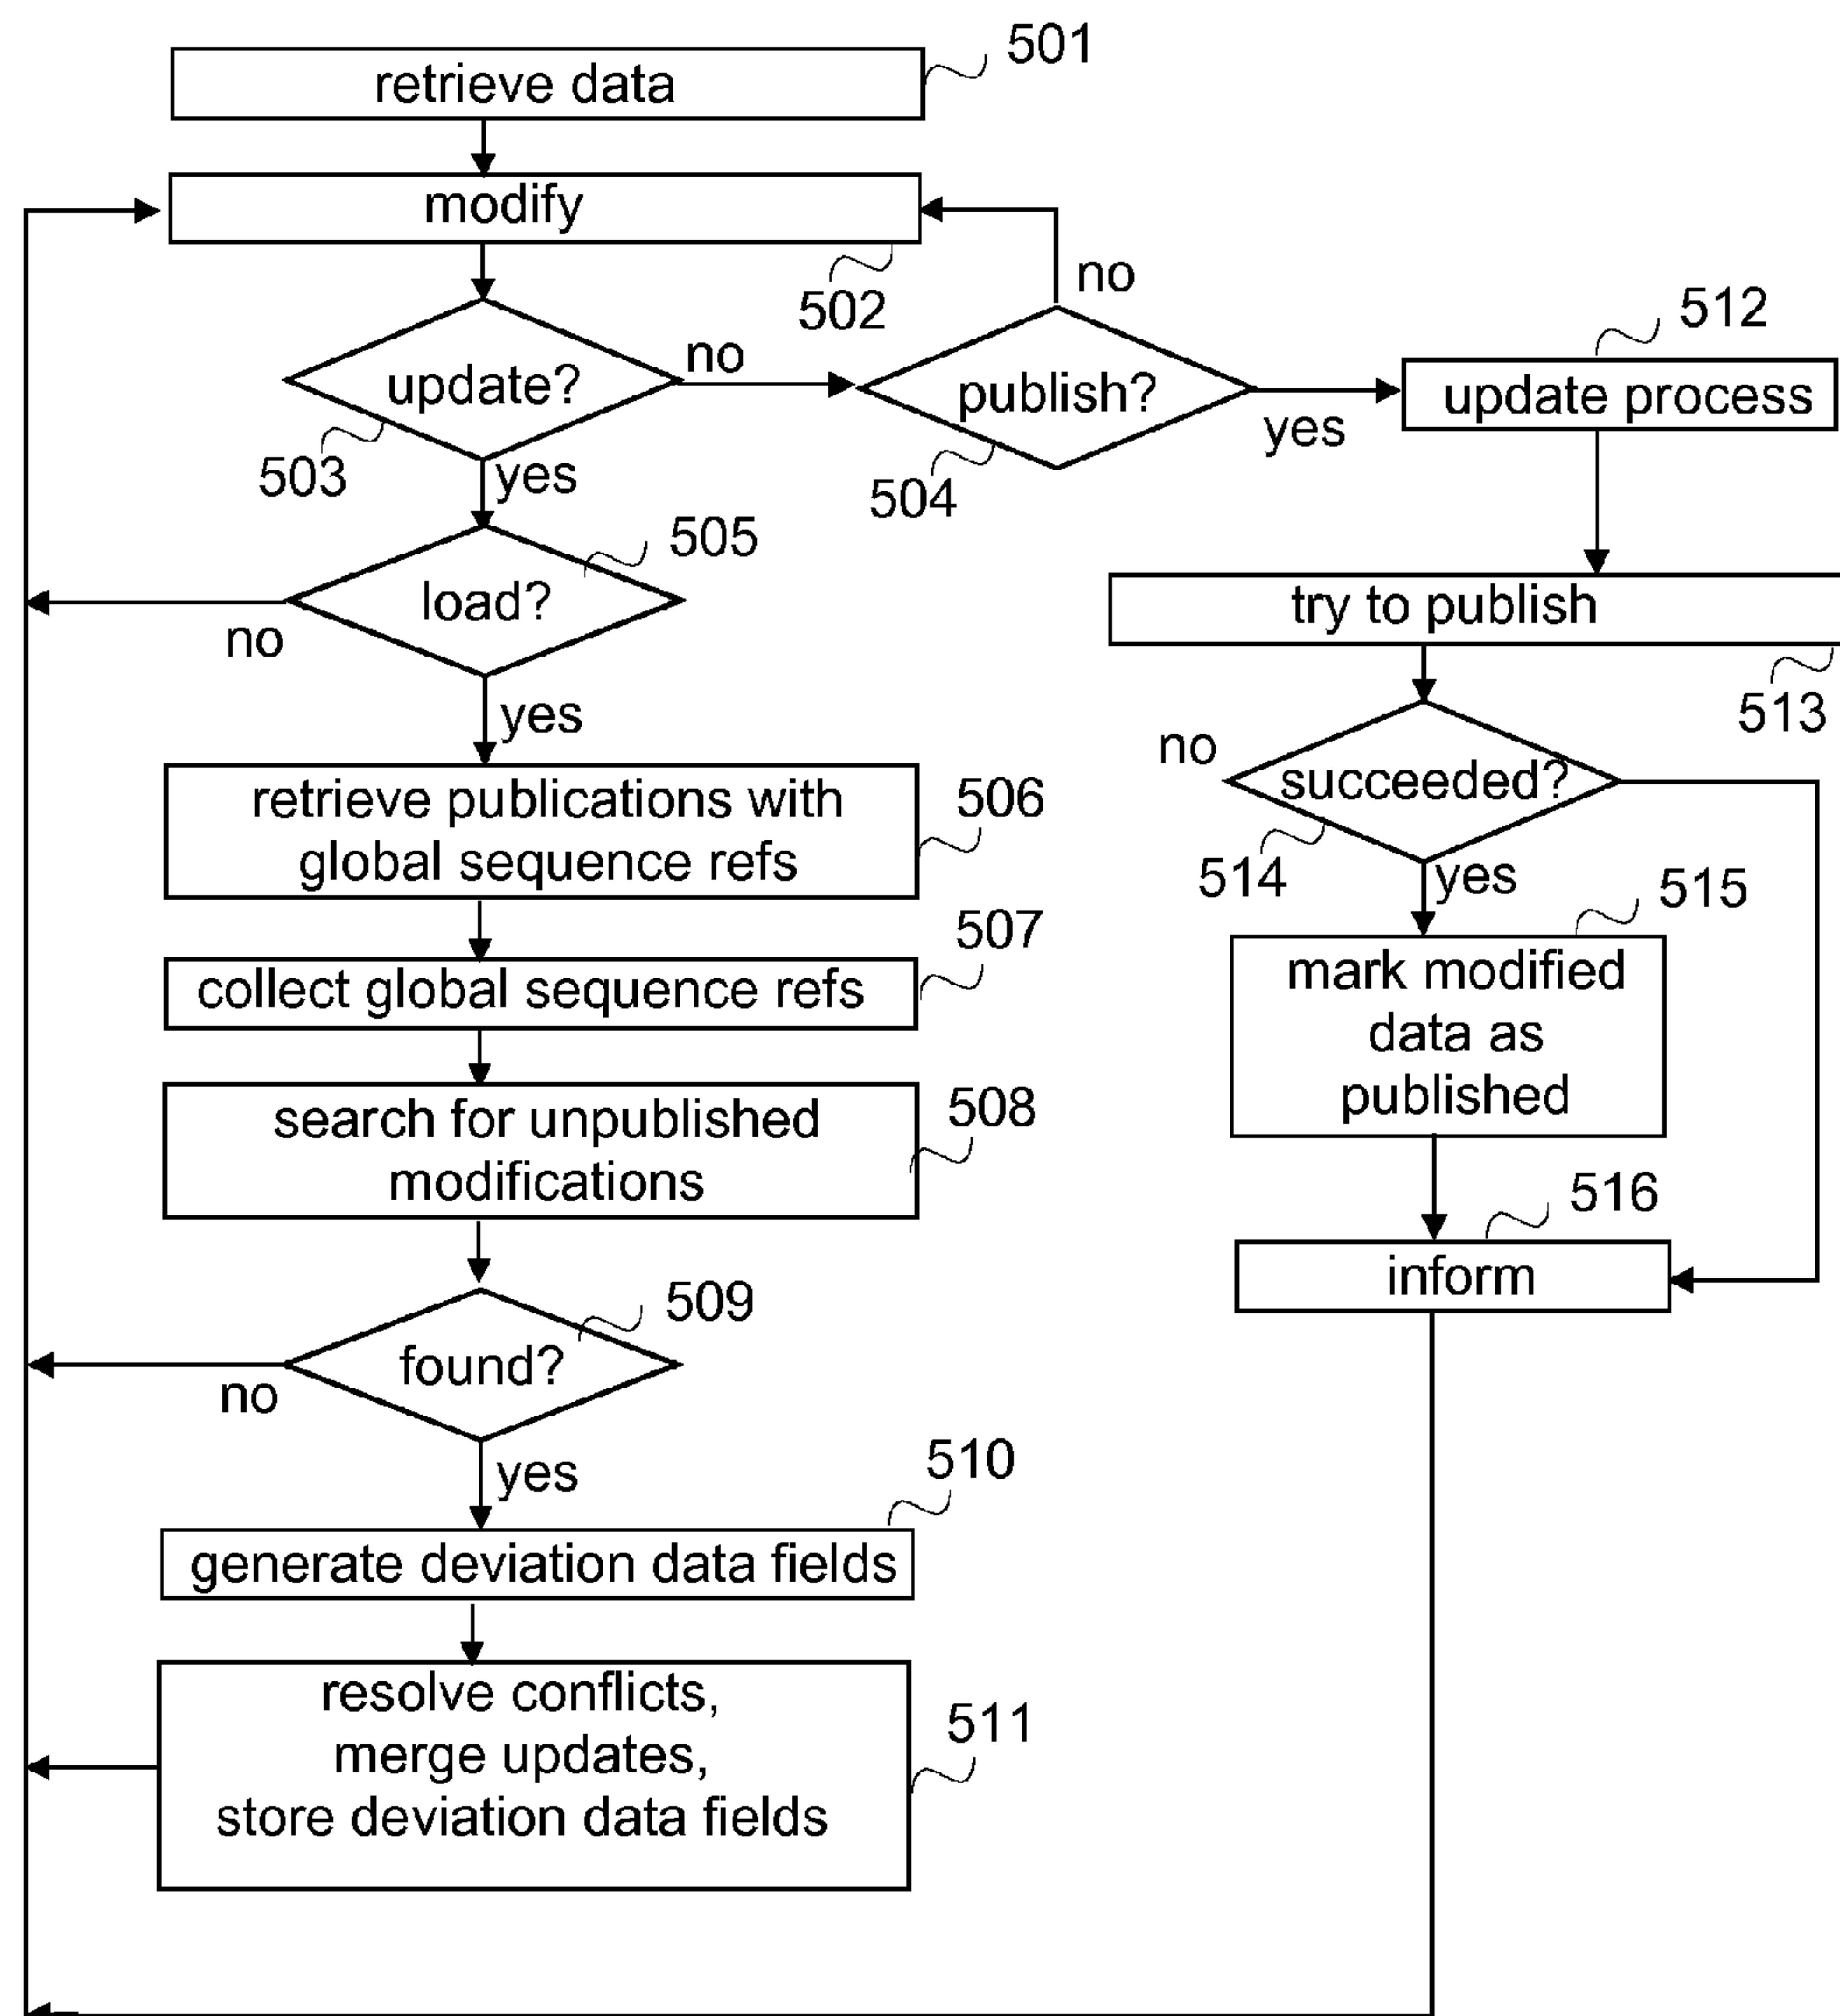 501
retrieve data
modify
502
no
update?
no
publish?
512
update process
503
yes
504
yes
505
load?
no
try to publish
513
yes
no
succeeded?
retrieve publications with
global sequence refs
506
514
yes
515
507
collect global sequence refs
mark modified
data as
published
search for unpublished
modifications
508
516
inform
509
found?
no
yes
510
generate deviation data fields
resolve conflicts,
merge updates,
store deviation data fields
511